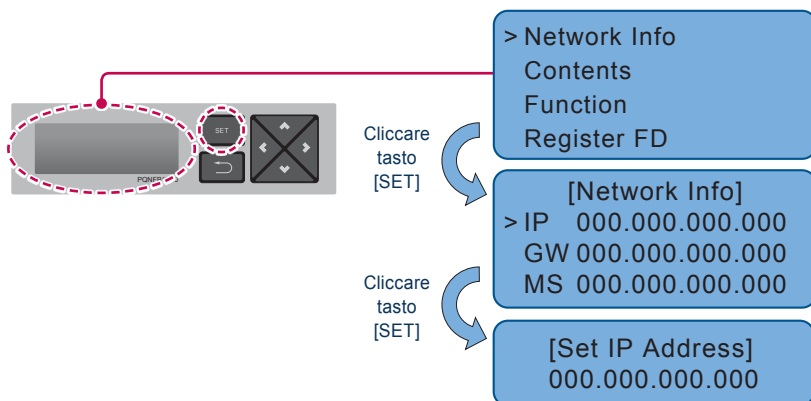 > Network Info
Contents
Function
Register FD
SET
Cliccare
tasto
[SET]
[Network Info]
> IP 000.000.000.000
GW 000.000.000.000
MS 000.000.000.000
Cliccare
tasto
[SET]
[Set IP Address]
000.000.000.000